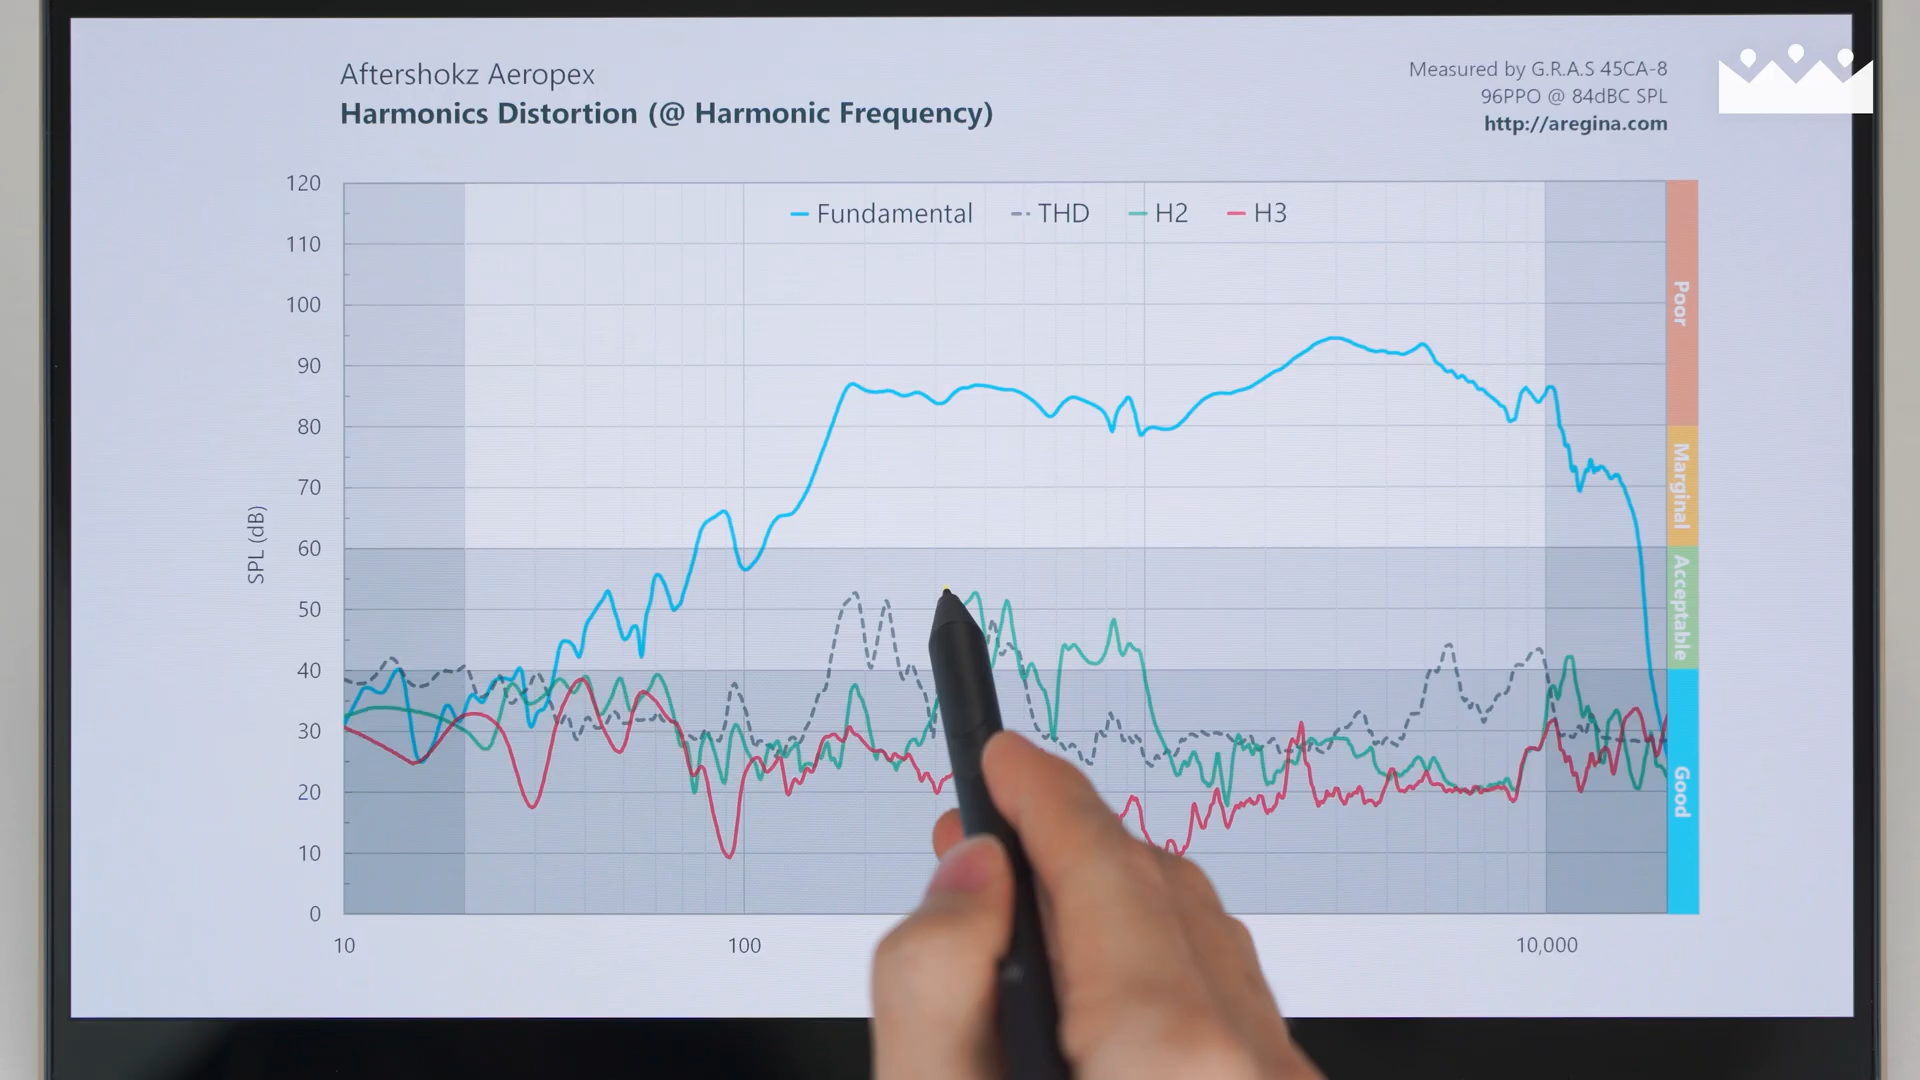 Aftershokz Aeropex
Harmonics Distortion (@ Harmonic Frequency)
Measured by G.R.A.S 45CA-8
96PPO @ 84dBC SPL
http://aregina.com
Fundamental THD H2 H3
120
110
100
90
80
70
60
50
40
30
20
10
0
SPL (dB)
Poor
Marginal
Acceptable
Good
10 100 10,000